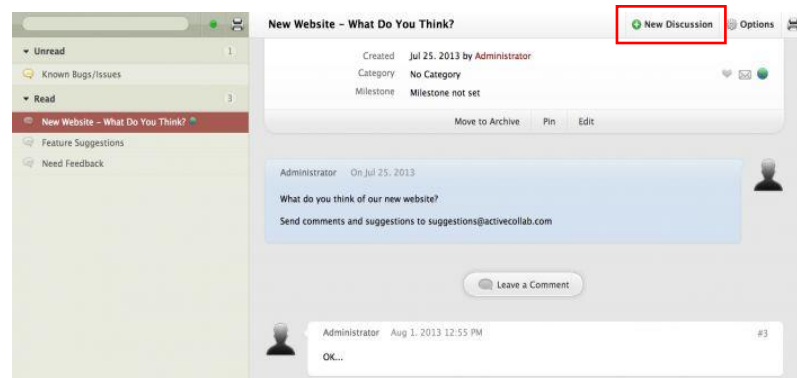 New Website – What Do You Think?
New Discussion
Options
Unread 1
Known Bugs/Issues
Read 3
New Website – What Do You Think?
Feature Suggestions
Need Feedback
Created Jul 25. 2013 by Administrator
Category No Category
Milestone Milestone not set
Move to Archive Pin Edit
Administrator On Jul 25. 2013
What do you think of our new website?
Send comments and suggestions to suggestions@activecollab.com
Leave a Comment
Administrator Aug 1. 2013 12:55 PM #3
OK...